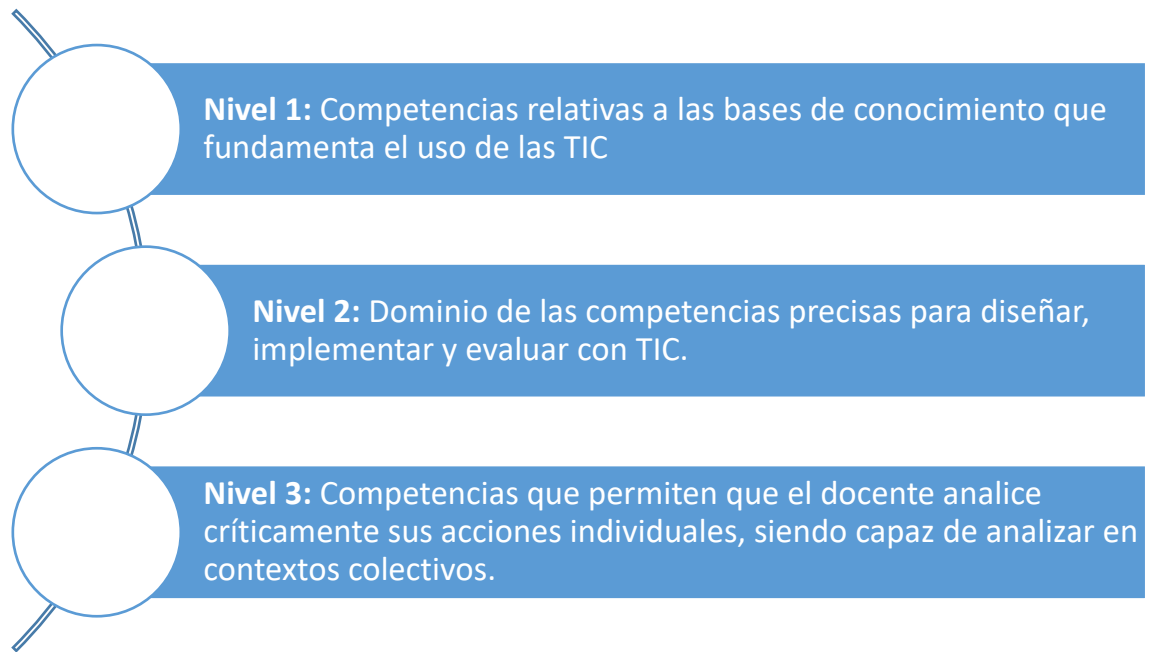 Nivel 1: Competencias relativas a las bases de conocimiento que
fundamenta el uso de las TIC
Nivel 2: Dominio de las competencias precisas para diseñar,
implementar y evaluar con TIC.
Nivel 3: Competencias que permiten que el docente analice
críticamente sus acciones individuales, siendo capaz de analizar en
contextos colectivos.